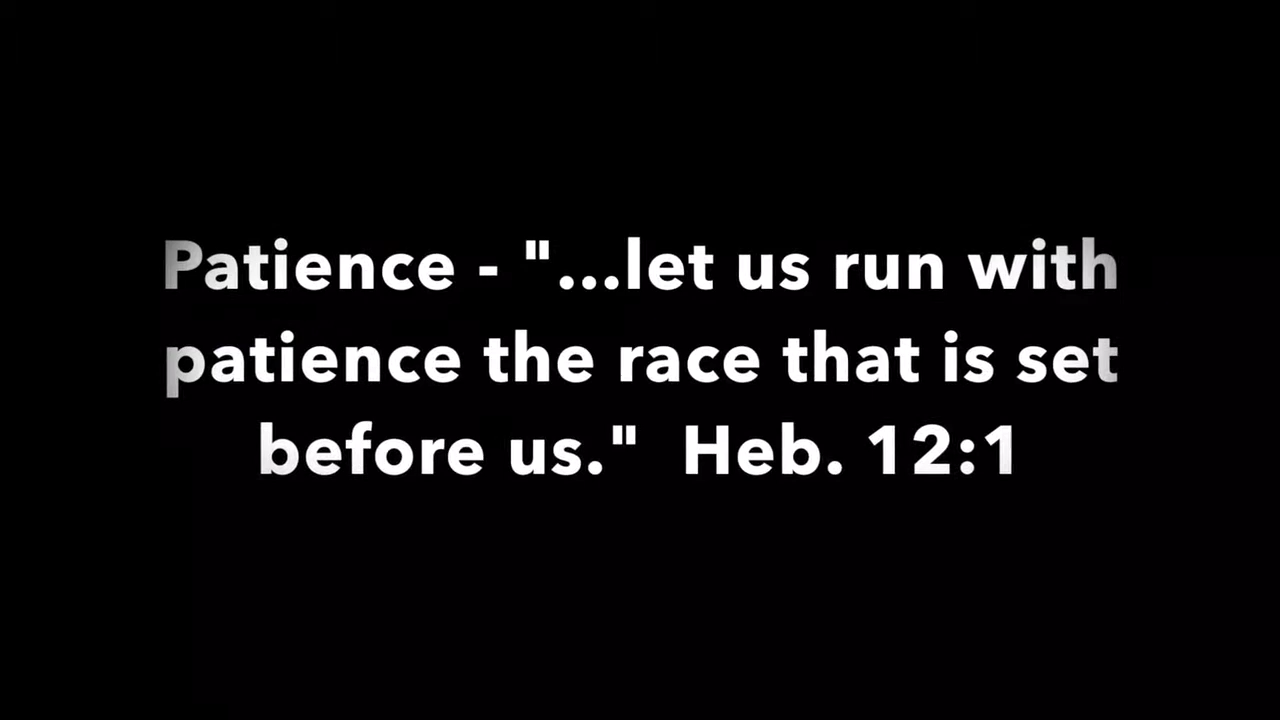 Patience - "...let us run with
patience the race that is set
before us."  Heb. 12:1